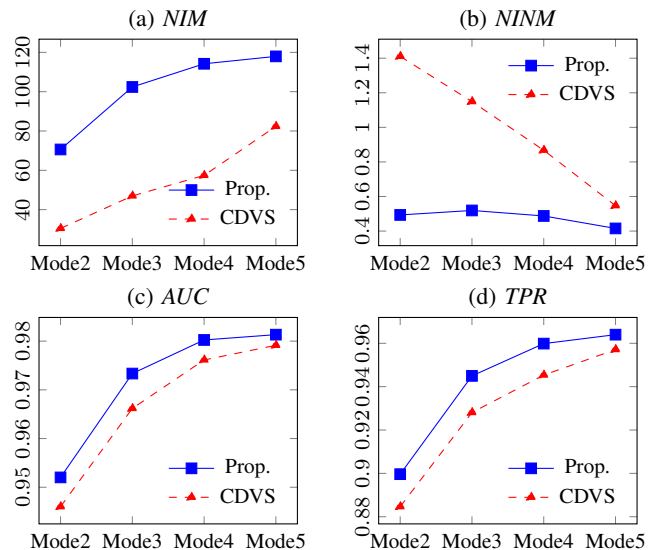 (a) NIM
120
100
80
60
40
Prop.
CDVS
Mode2 Mode3 Mode4 Mode5
(b) NINM
1.4
1.2
1
0.8
0.6
0.4
Prop.
CDVS
Mode2 Mode3 Mode4 Mode5
(c) AUC
0.98
0.97
0.96
0.95
Prop.
CDVS
Mode2 Mode3 Mode4 Mode5
(d) TPR
0.96
0.94
0.92
0.9
0.88
Prop.
CDVS
Mode2 Mode3 Mode4 Mode5